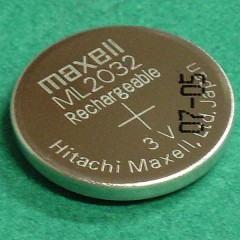 maxell
ML2032
Rechargeable
+
3 V
Hitachi Maxell, Ltd. Japan
07-05